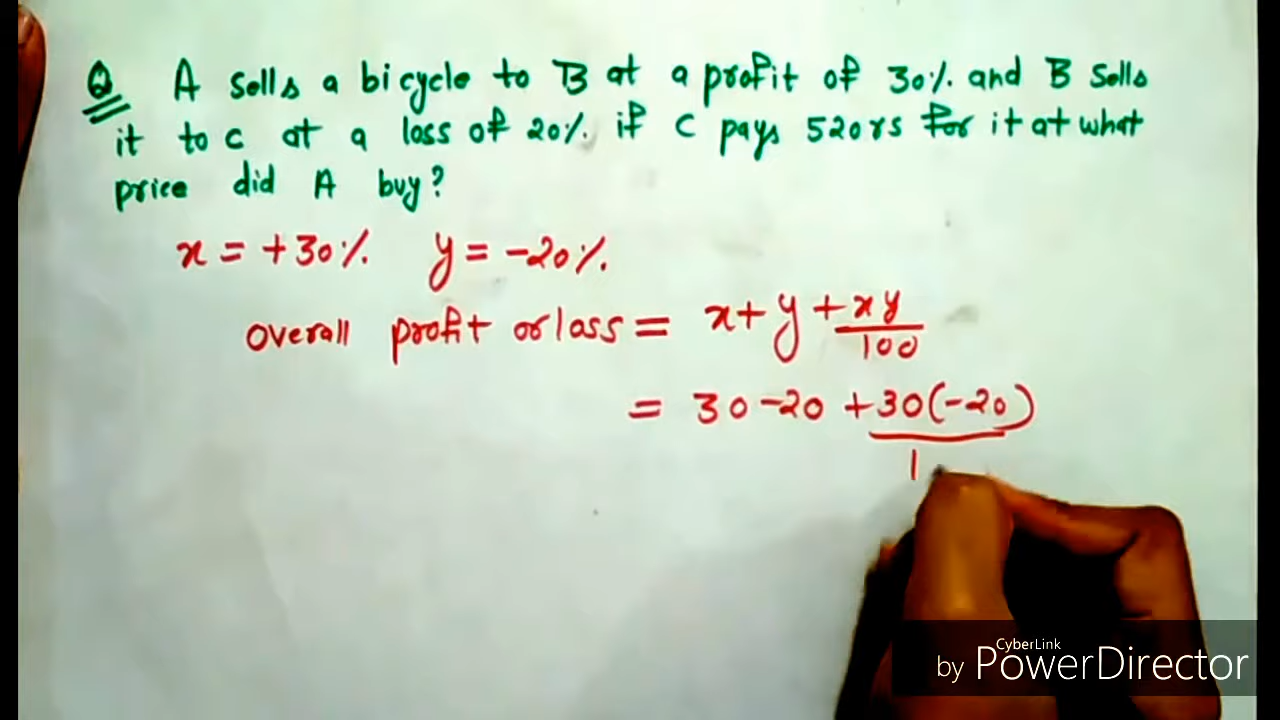 Q A sells a bicycle to B at a profit of 30% and B sells
it to c at a loss of 20%. if C pays 520rs for it at what
price did A buy?
x = +30% y = -20%.
overall profit or loss = x + y + xy/100
= 30 -20 +30(-20)
1
CyberLink
by PowerDirector